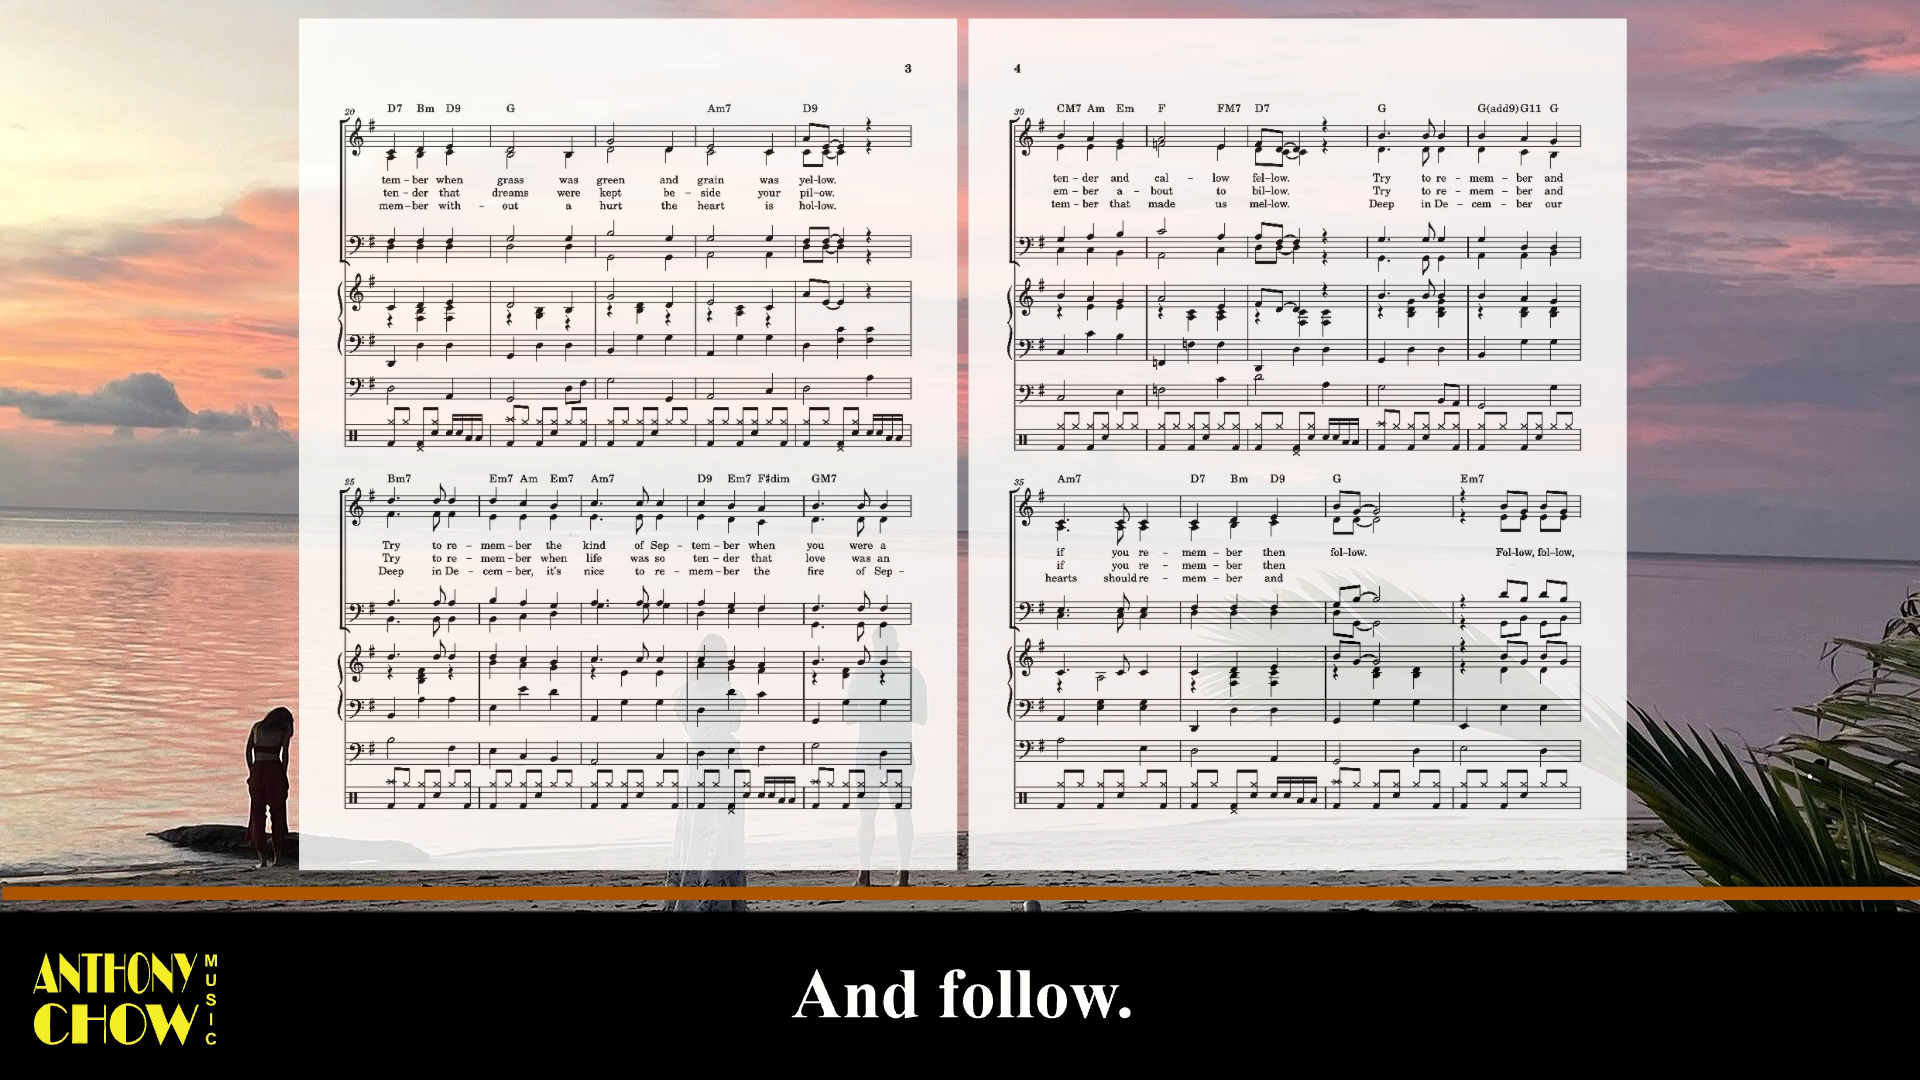 3
20
D7 Bm D9 G Am7 D9
tem – ber when grass was green and grain was yel-low.
ten – der that dreams were kept be – side your pil-ow.
mem – ber with – out a hurt the heart is hol-low.
25
Bm7 Em7 Am Em7 Am7 D9 Em7 F♯dim GM7
Try to re – mem – ber the kind of Sep – tem – ber when you were a
Try to re – mem – ber when life was so ten – der that love was an
Deep in De – cem – ber, it's nice to re – mem – ber the fire of Sep –
4
30
CM7 Am Em F FM7 D7 G G(add9) G11 G
ten – der and cal – low fel-low. Try to re – mem – ber and
em – ber a – bout to bil-low. Try to re – mem – ber and
tem – ber that made us mel-low. Deep in De – cem – ber our
35
Am7 D7 Bm D9 G Em7
if you re – mem – ber then fol-low. Fol-low, fol-low,
if you re – mem – ber then
hearts should re – mem – ber and
ANTHONY
CHOW
MUSIC
And follow.